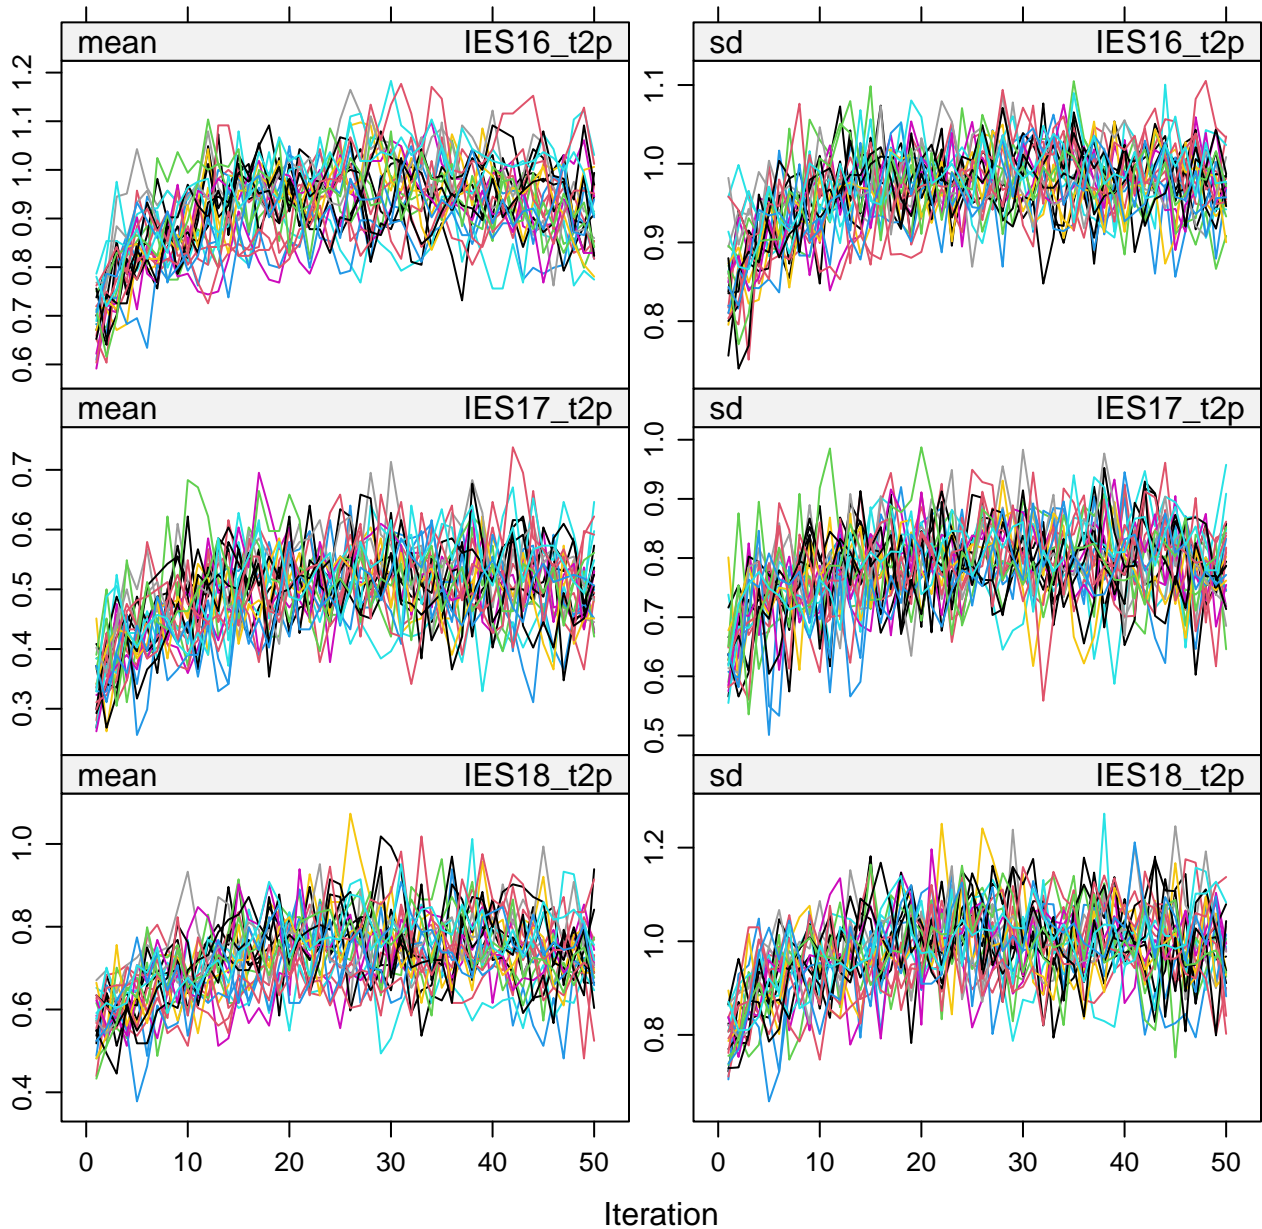 mean IES16_t2p
sd IES16_t2p
0.6 0.7 0.8 0.9 1.0 1.1 1.2
0.8 0.9 1.0 1.1
mean IES17_t2p
sd IES17_t2p
0.3 0.4 0.5 0.6 0.7
0.5 0.6 0.7 0.8 0.9 1.0
mean IES18_t2p
sd IES18_t2p
0.4 0.6 0.8 1.0
0.8 1.0 1.2
0 10 20 30 40 50
0 10 20 30 40 50
Iteration